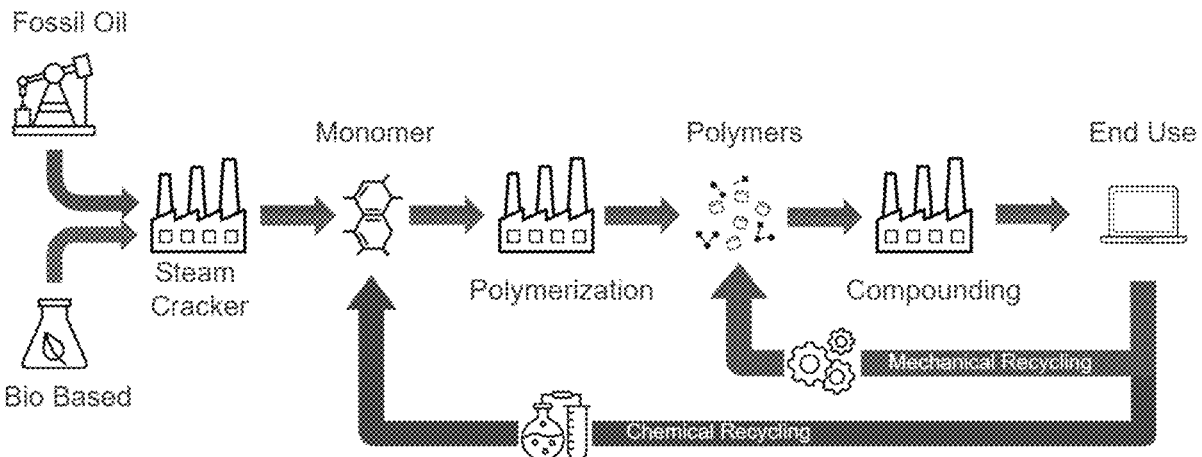 Fossil Oil
Monomer
Polymers
End Use
Steam
Cracker
Polymerization
Compounding
Bio Based
Mechanical Recycling
Chemical Recycling